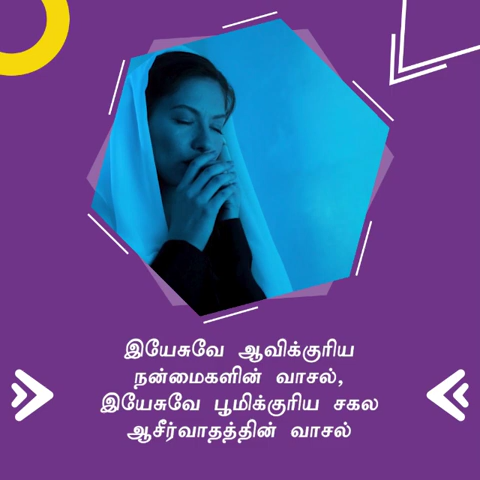 இயேசுவே ஆவிக்குரிய
நன்மைகளின் வாசல்,
இயேசுவே பூமிக்குரிய சகல
ஆசீர்வாதத்தின் வாசல்